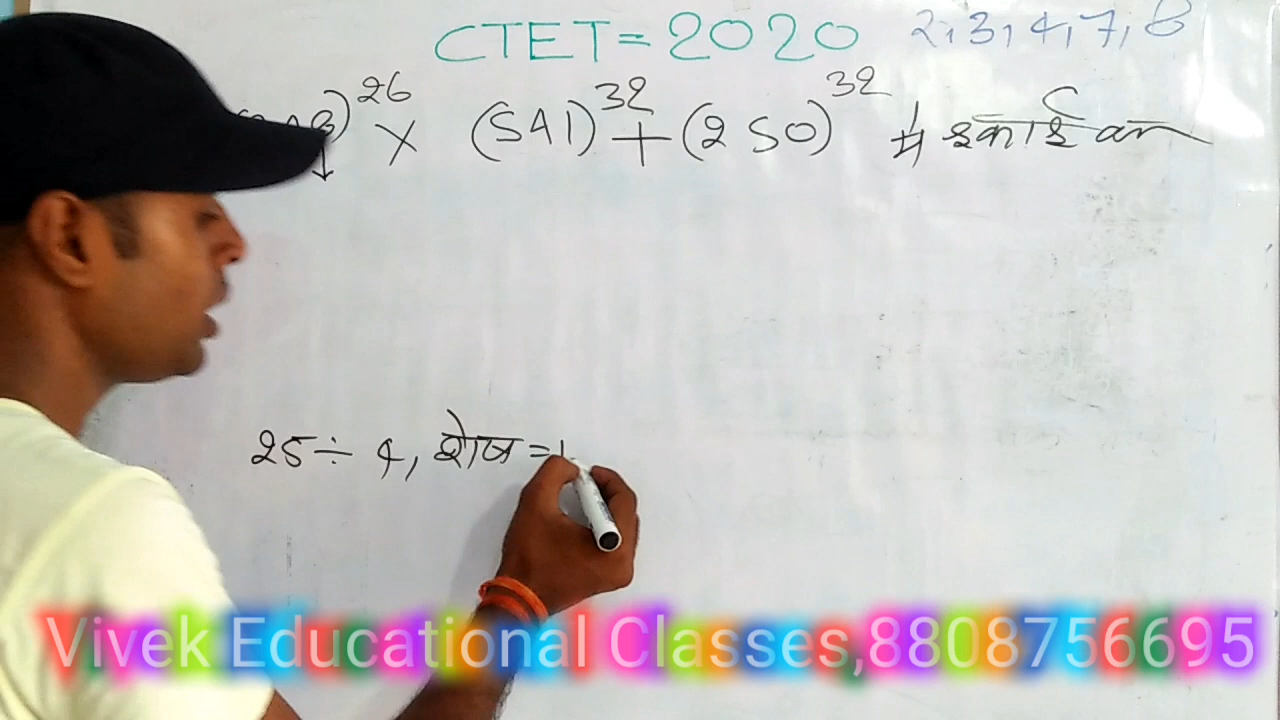 CTET = 2020 2, 3, 4, 7, 8
3)²⁶ × (541)³² + (250)³² में इकाई का
25 ÷ 4, शेष = 1
Vivek Educational Classes,8808756695